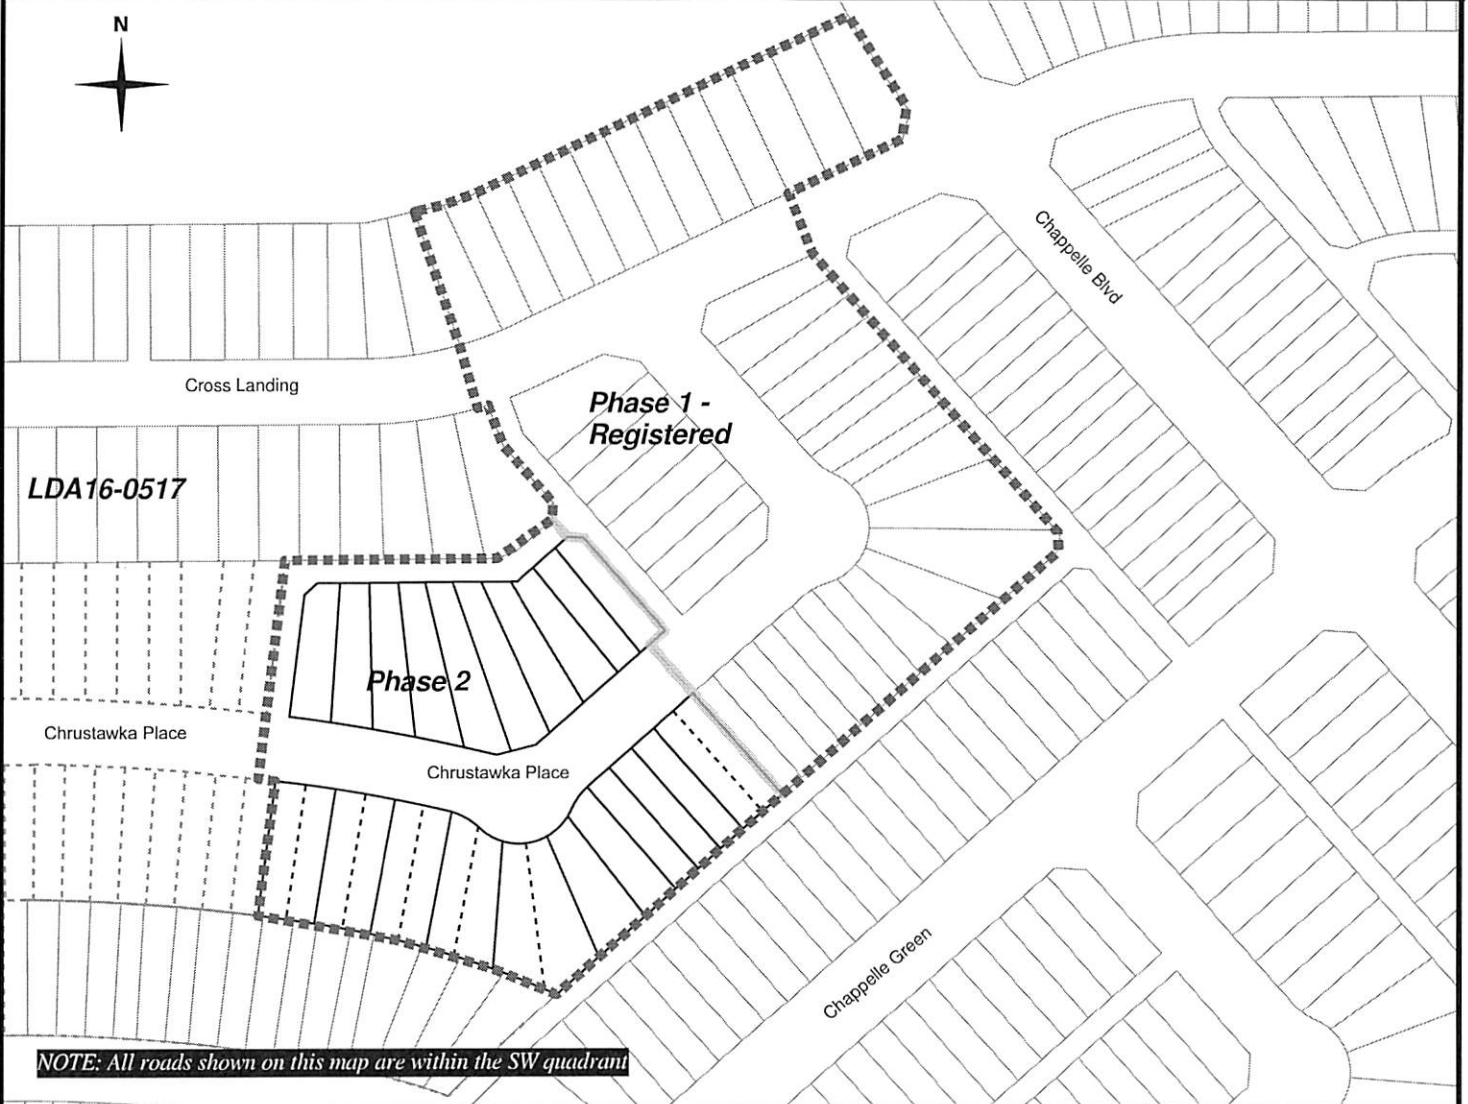 N
Chappelle Blvd
Cross Landing
Phase 1 -
Registered
LDA16-0517
Phase 2
Chrustawka Place
Chrustawka Place
Chappelle Green
NOTE: All roads shown on this map are within the SW quadrant